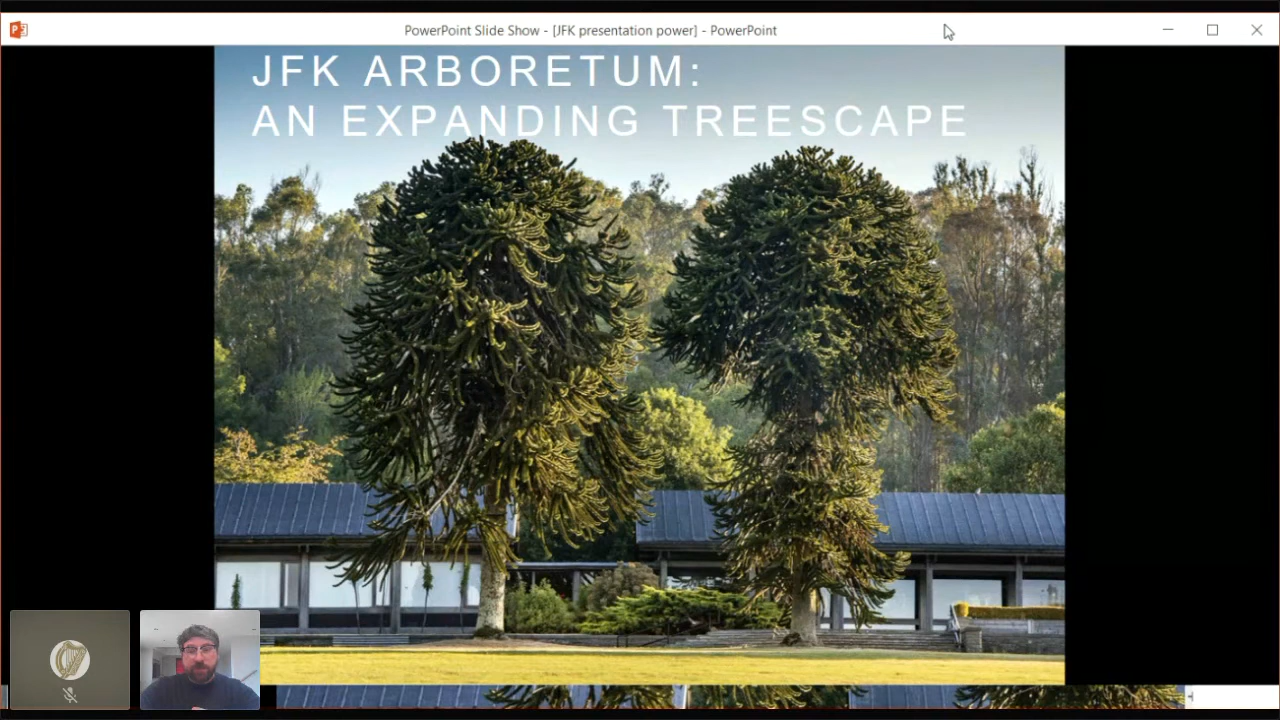 PowerPoint Slide Show - [JFK presentation power] - PowerPoint
JFK ARBORETUM:
AN EXPANDING TREESCAPE